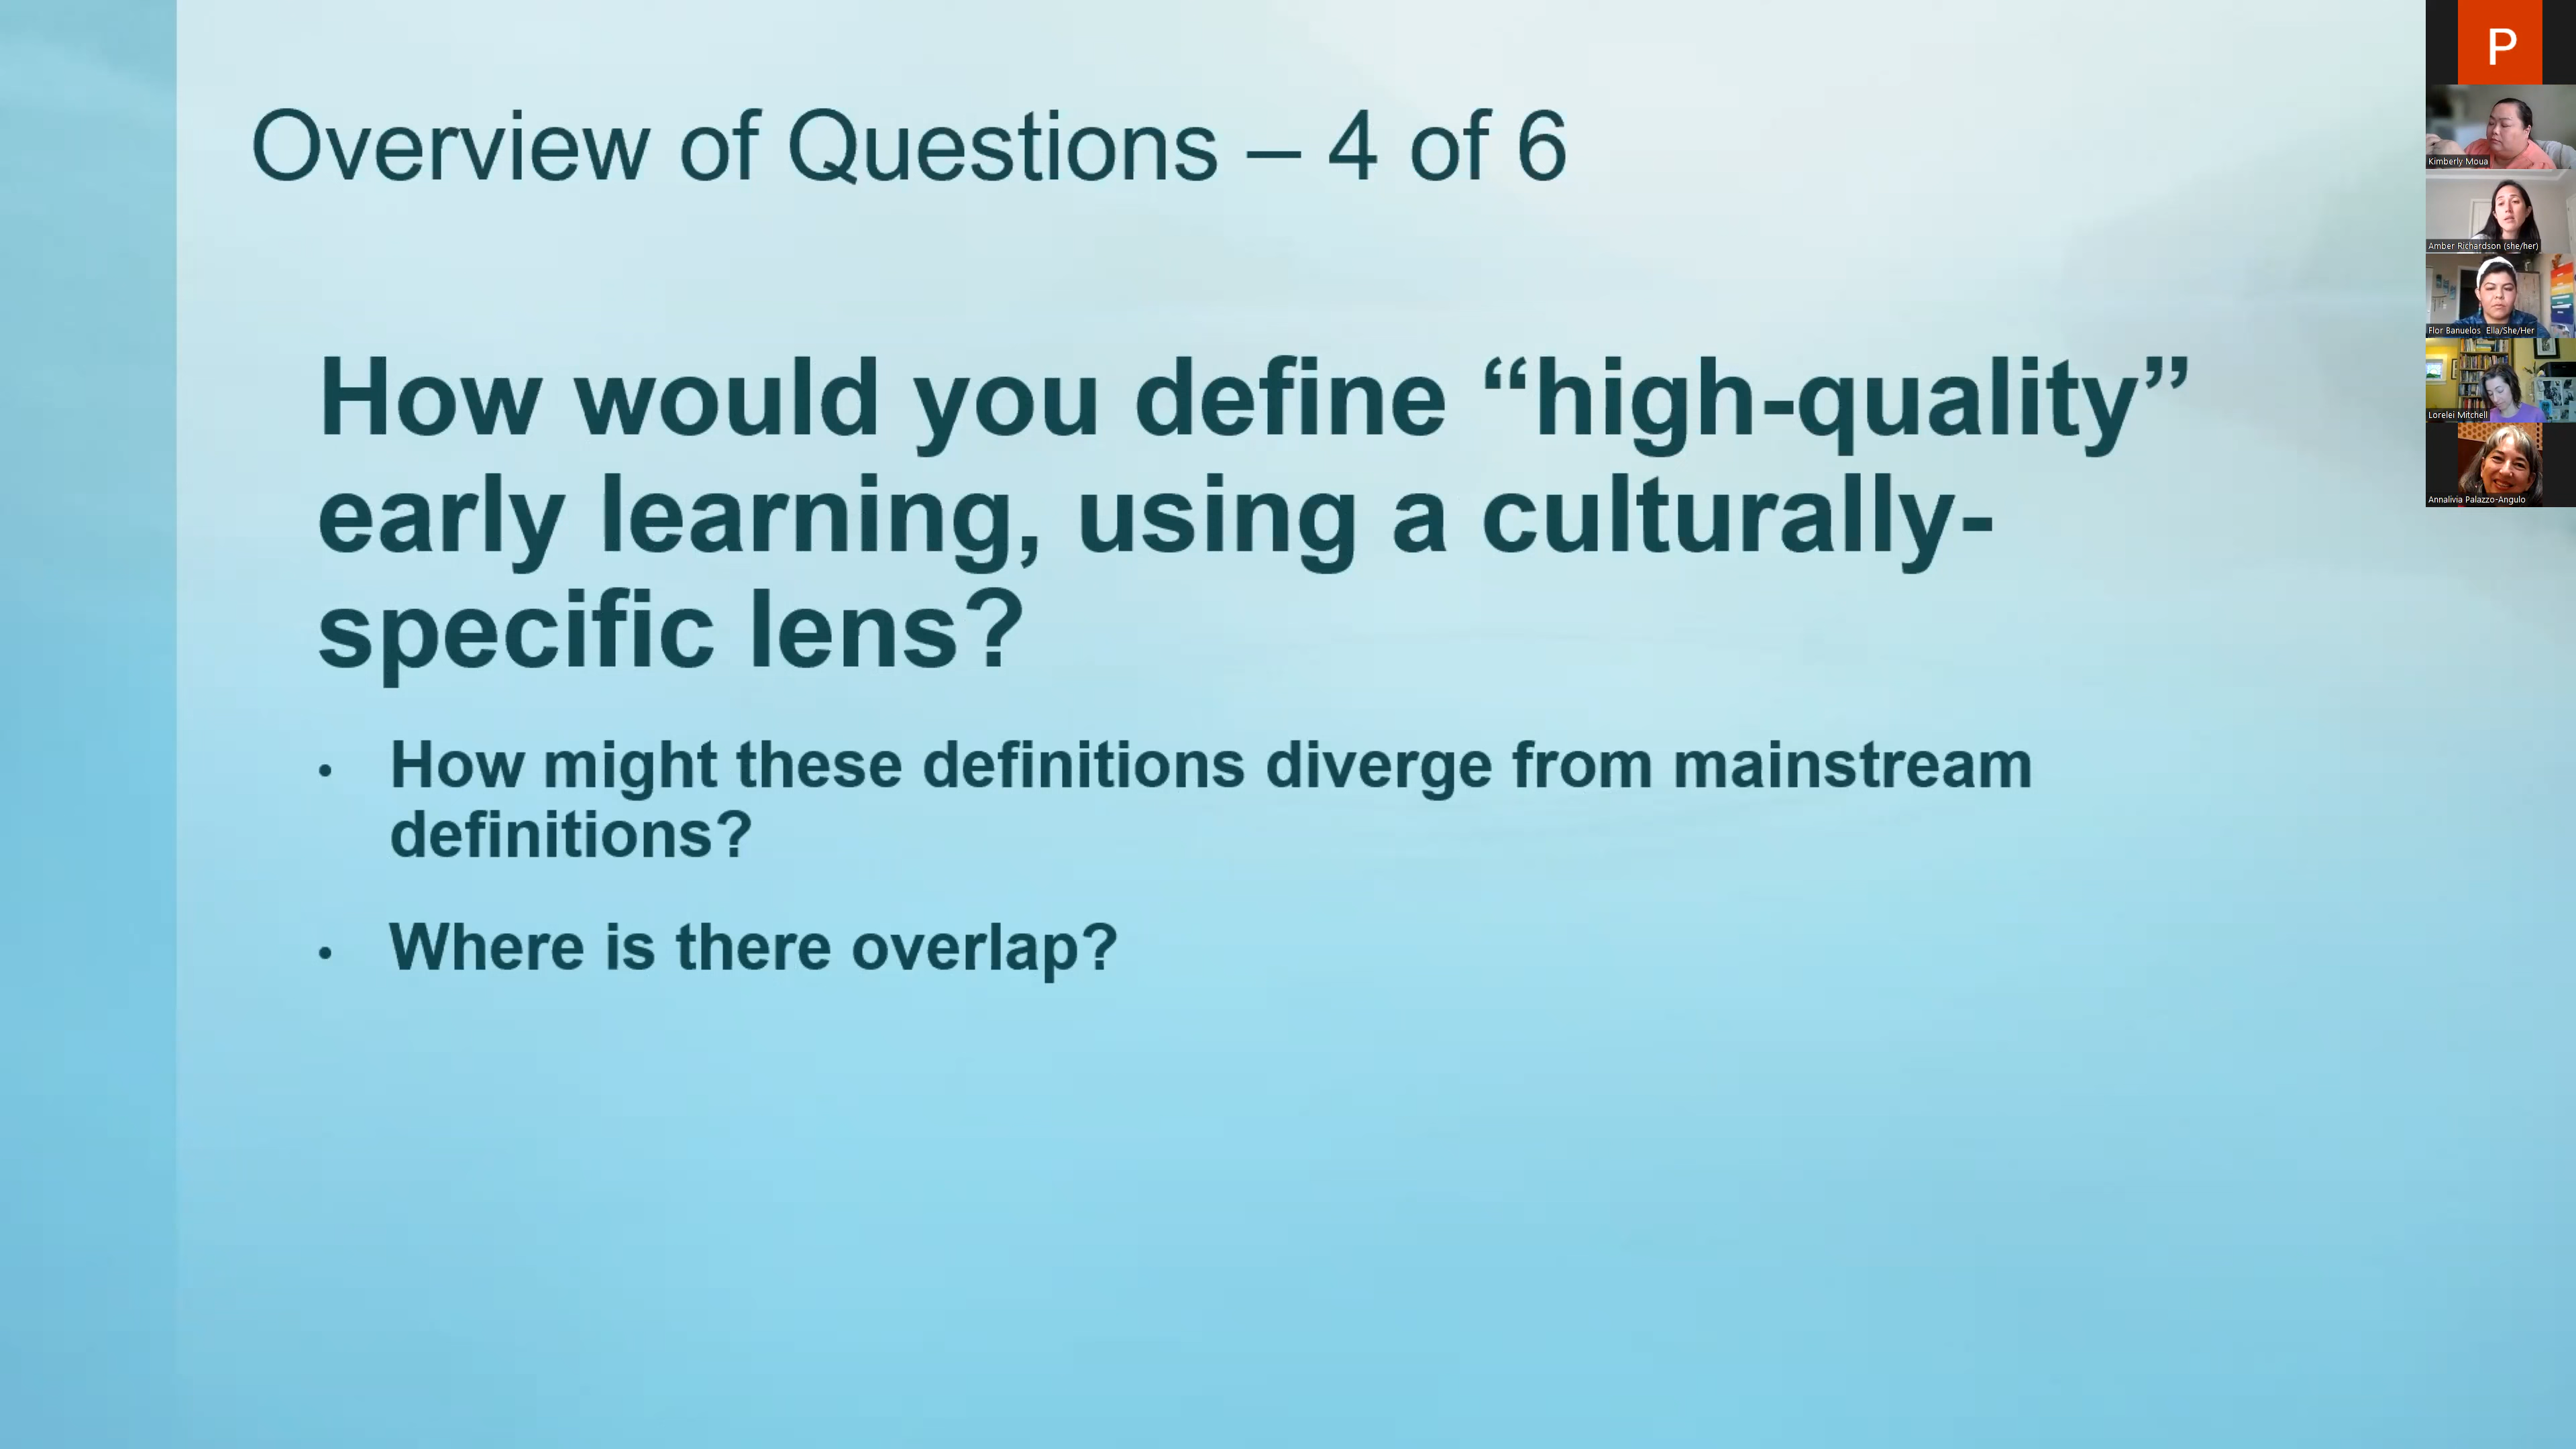 Overview of Questions – 4 of 6
How would you define “high-quality”
early learning, using a culturally-
specific lens?
• How might these definitions diverge from mainstream
definitions?
• Where is there overlap?
P
Kimberly Moua
Amber Richardson (she/her)
Flor Banuelos Ella/She/Her
Lorelei Mitchell
Annalivia Palazzo-Angulo